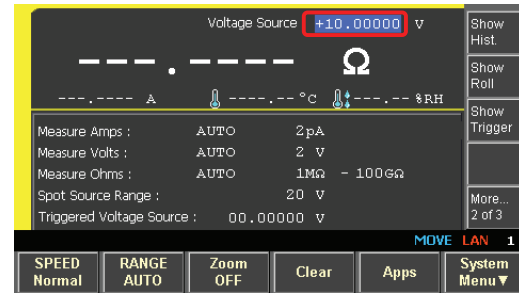 Voltage Source +10.00000 V
Show Hist.
---.---- Ω
Show Roll
---.---- A ----.-- °C ---.---- %RH
Show Trigger
Measure Amps : AUTO 2pA
Measure Volts : AUTO 2 V
Measure Ohms : AUTO 1MΩ - 100GΩ
Spot Source Range : 20 V
Triggered Voltage Source : 00.00000 V
More...
2 of 3
MOVE LAN 1
SPEED RANGE Zoom Clear Apps System
Normal AUTO OFF Menu▼